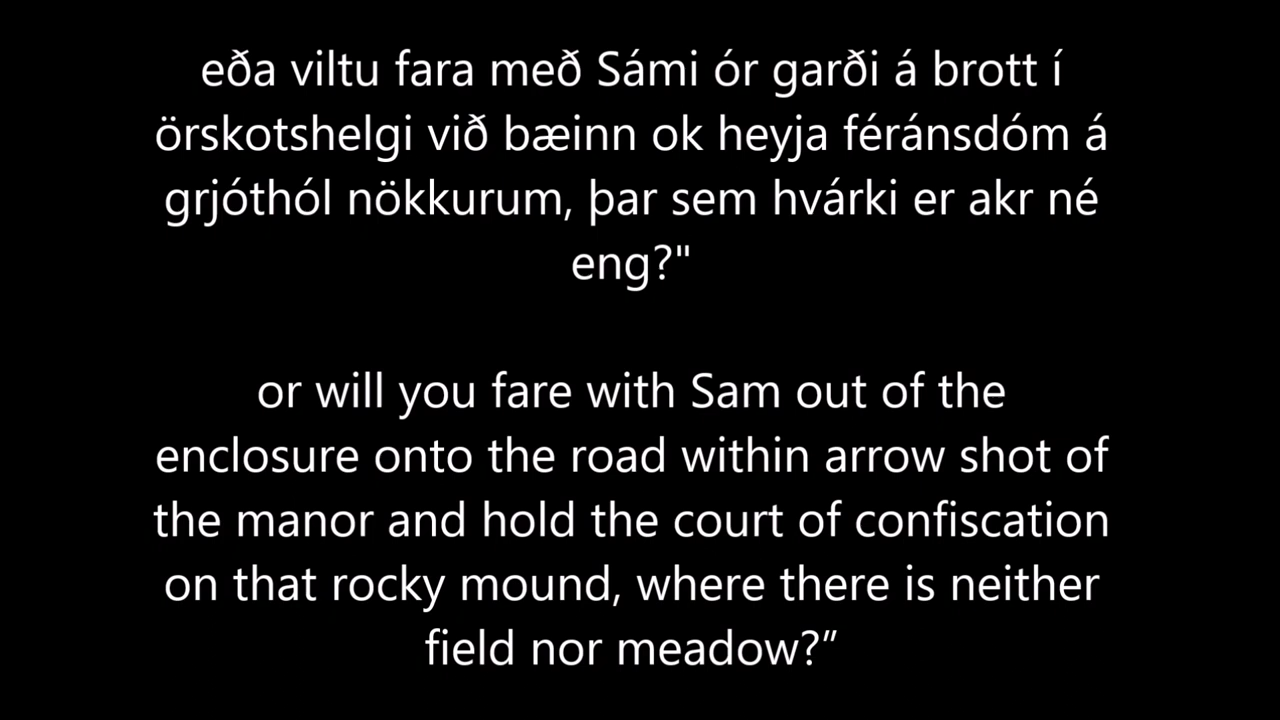 eða viltu fara með Sámi ór garði á brott í
örskotshelgi við bæinn ok heyja féránsdóm á
grjóthól nökkurum, þar sem hvárki er akr né
eng?"
or will you fare with Sam out of the
enclosure onto the road within arrow shot of
the manor and hold the court of confiscation
on that rocky mound, where there is neither
field nor meadow?”